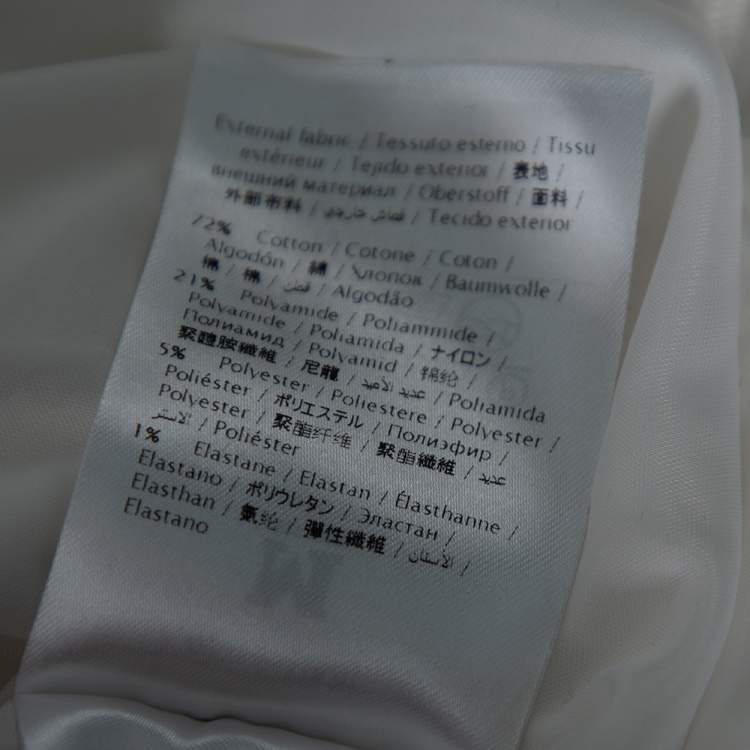 External fabric / Tessuto esterno / Tissu
extérieur / Tejido exterior / 表地 /
внешний материал / Oberstoff / 面料 /
外部布料 / قماش خارجي / Tecido exterior
72% Cotton / Cotone / Coton /
Algodón / 綿 / Хлопок / Baumwolle /
棉 / 棉 / قطن / Algodão
21% Polyamide / Poliammide /
Polyamide / Poliamida / ナイロン /
Полиамид / Polyamid / 锦纶 /
聚醯胺纖維 / 尼龍 / / Poliamida
5% Polyester / Poliestere / Polyester /
Poliéster / ポリエステル / Полиэфир /
Polyester / 聚酯纤维 / 聚酯纖維 /
/ Poliéster
1% Elastane / Elastan / Élasthanne /
Elastano / ポリウレタン / Эластан /
Elasthan / 氨纶 / 彈性纖維 / الأستان /
Elastano